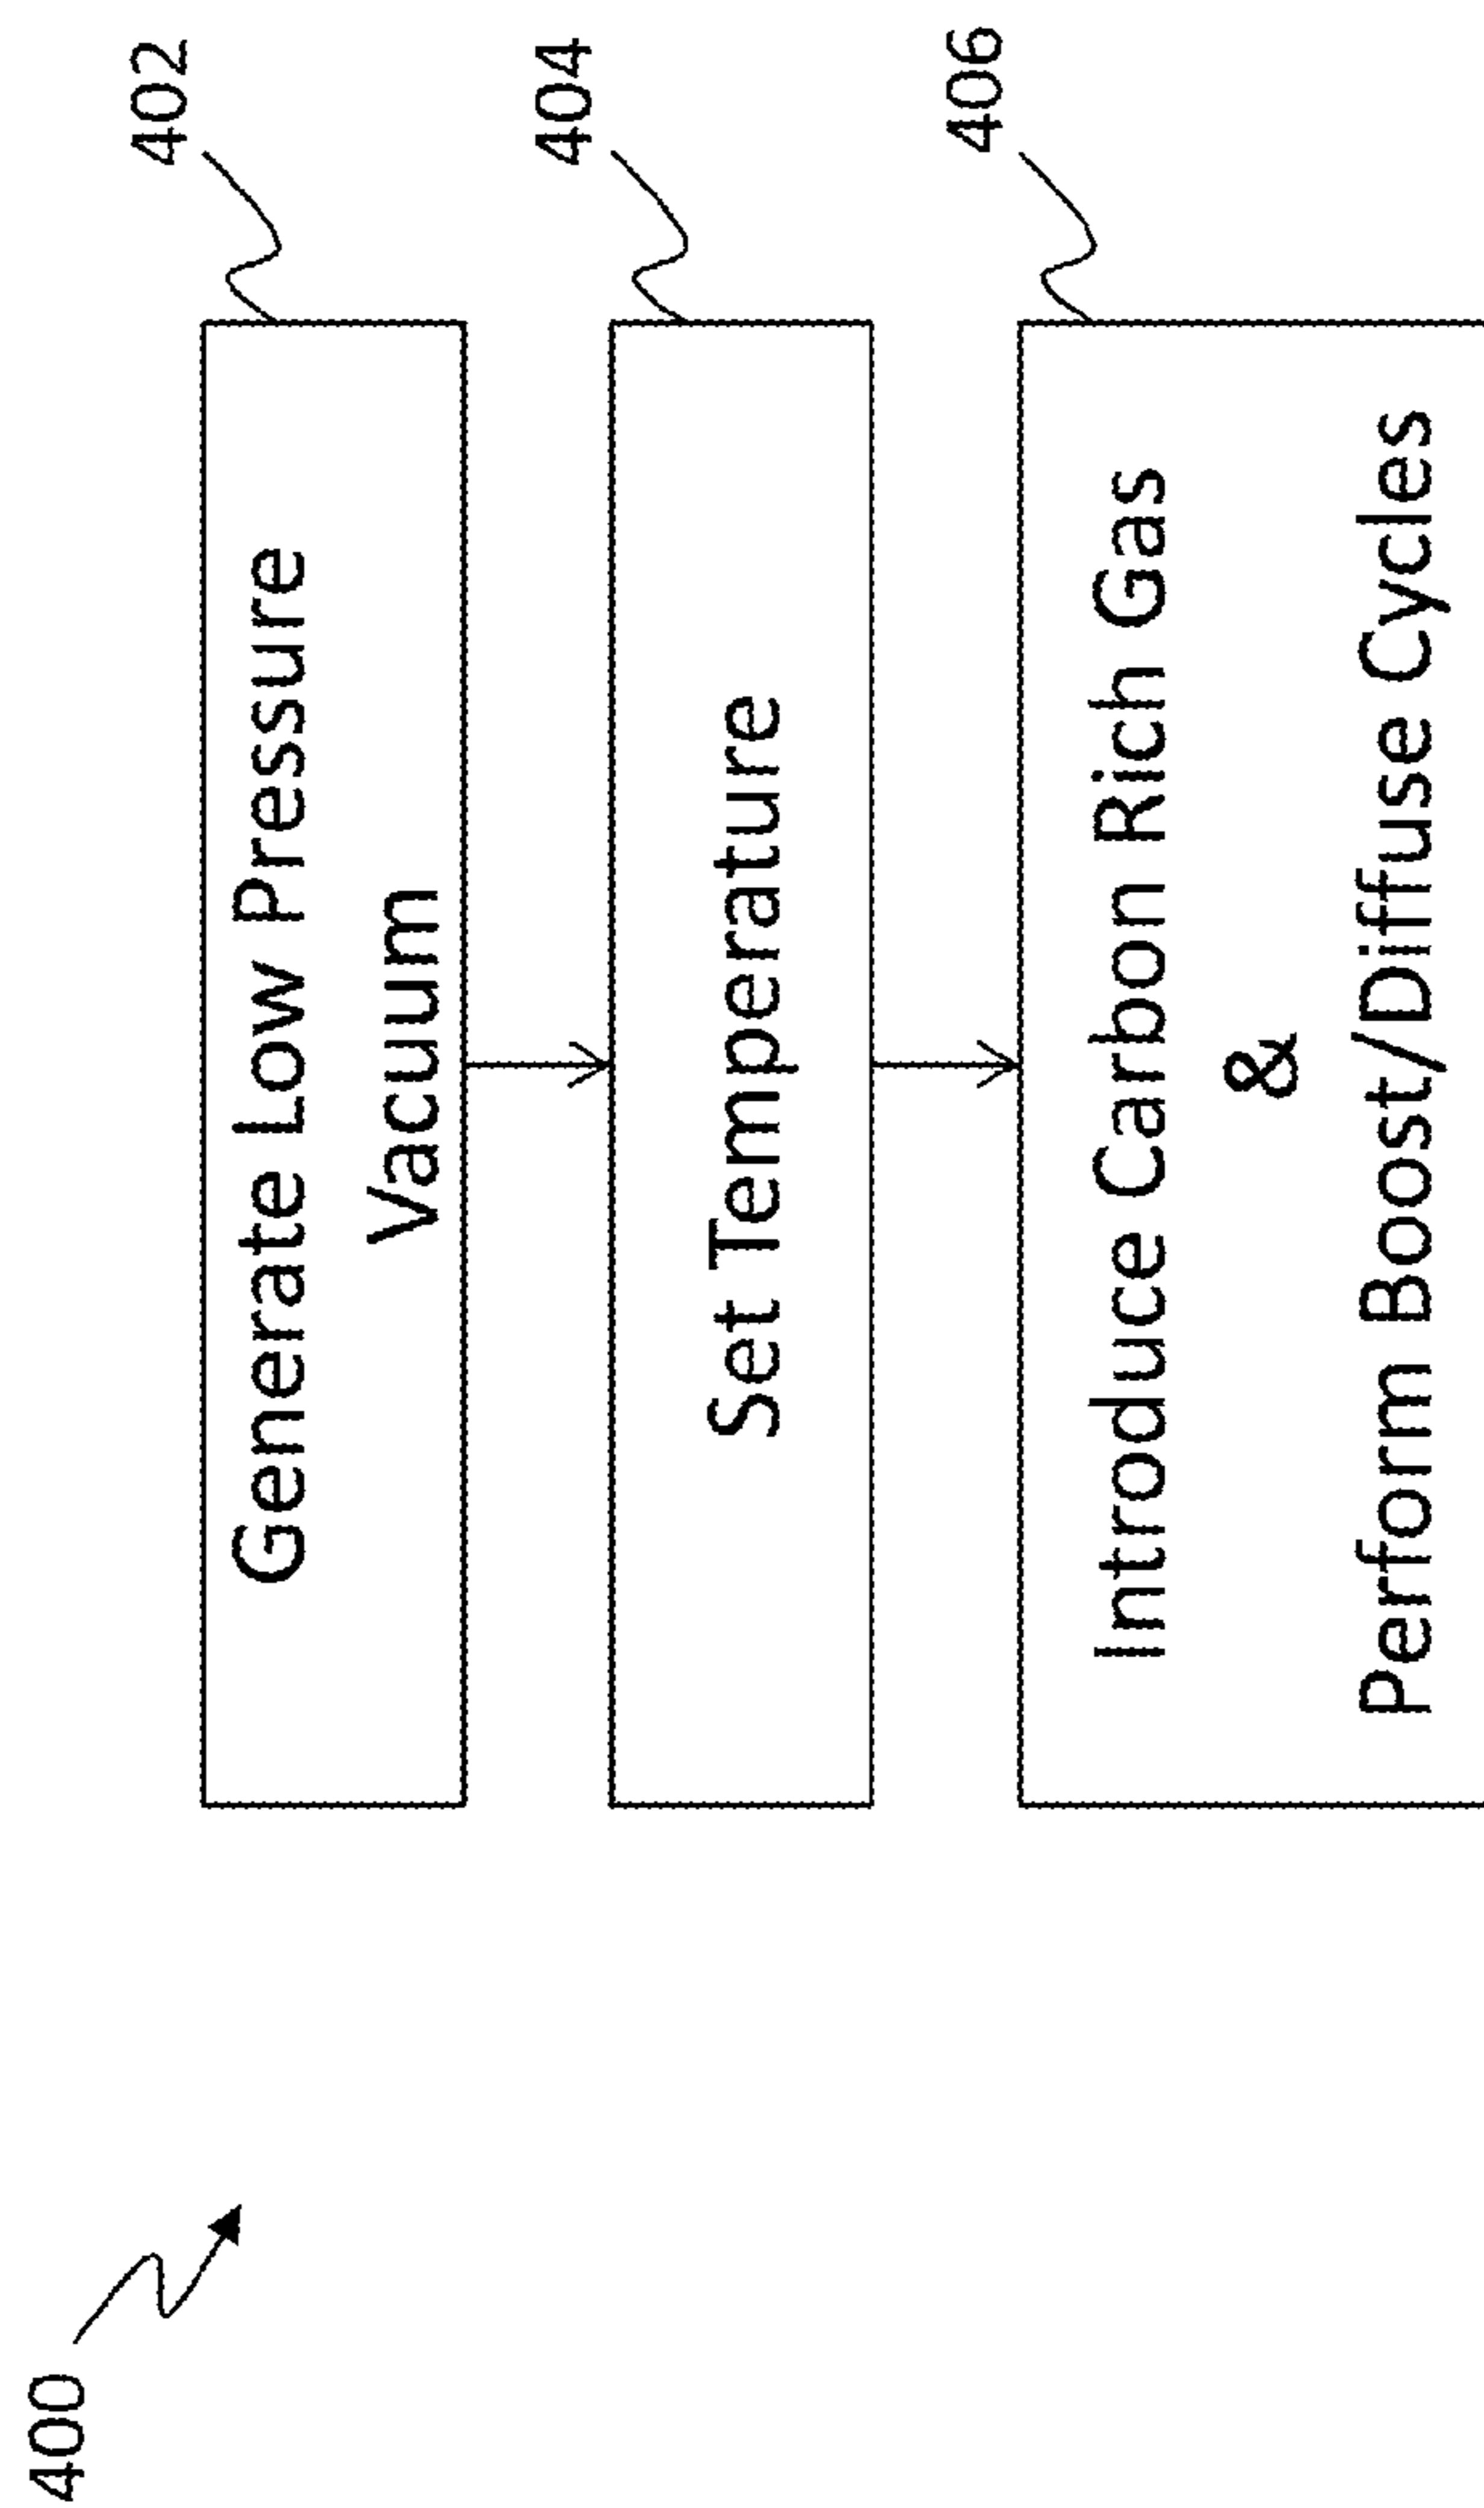 400
402
Generate Low Pressure
Vacuum
404
Set Temperature
406
Introduce Carbon Rich Gas
&
Perform Boost/Diffuse Cycles